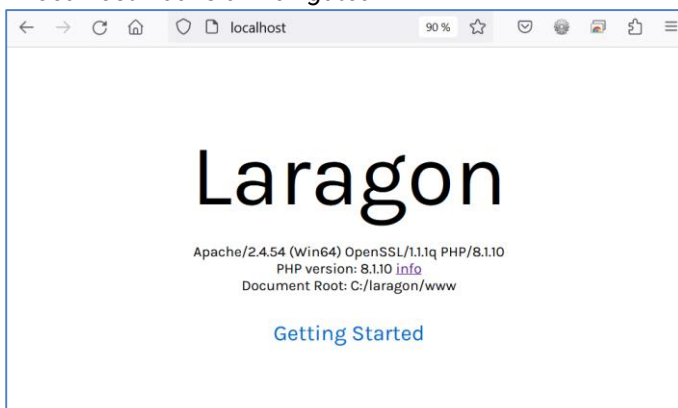 localhost
90 %
Laragon
Apache/2.4.54 (Win64) OpenSSL/1.1.1q PHP/8.1.10
PHP version: 8.1.10 info
Document Root: C:/laragon/www
Getting Started